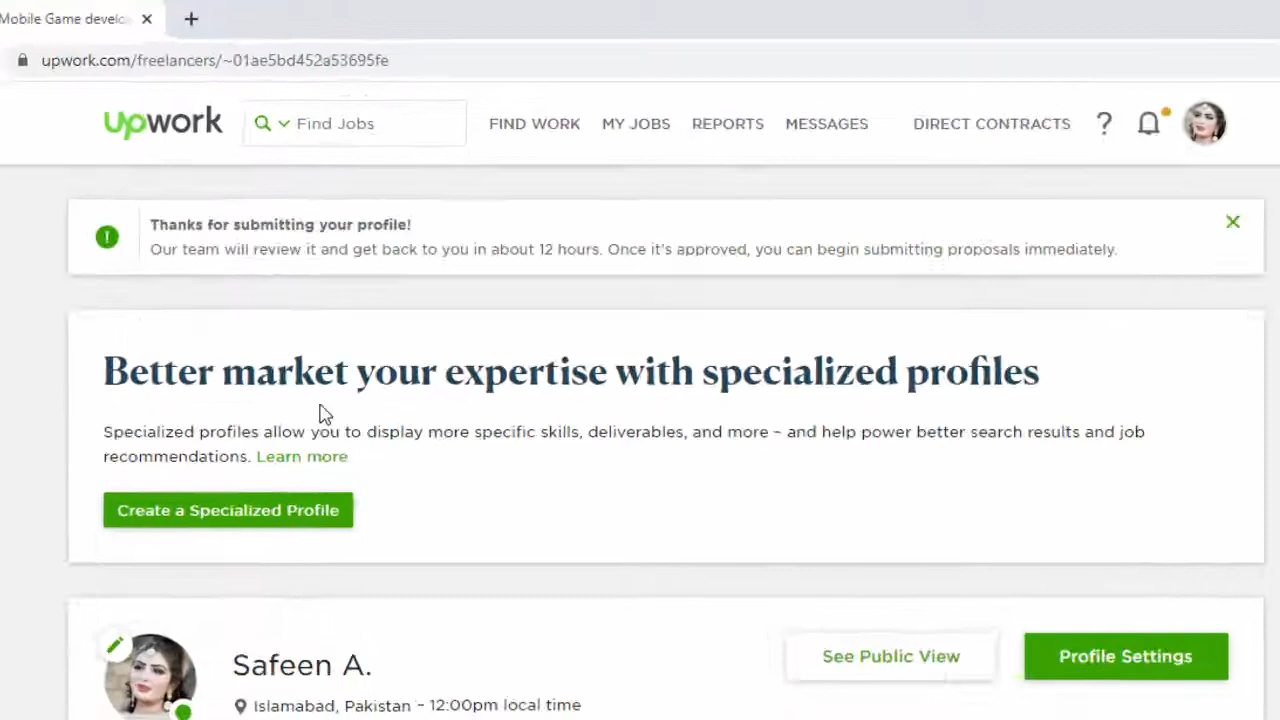 Mobile Game develo
upwork.com/freelancers/~01ae5bd452a53695fe
upwork
Find Jobs
FIND WORK
MY JOBS
REPORTS
MESSAGES
DIRECT CONTRACTS
?
Thanks for submitting your profile!
Our team will review it and get back to you in about 12 hours. Once it's approved, you can begin submitting proposals immediately.
Better market your expertise with specialized profiles
Specialized profiles allow you to display more specific skills, deliverables, and more – and help power better search results and job
recommendations. Learn more
Create a Specialized Profile
Safeen A.
See Public View
Profile Settings
Islamabad, Pakistan – 12:00pm local time